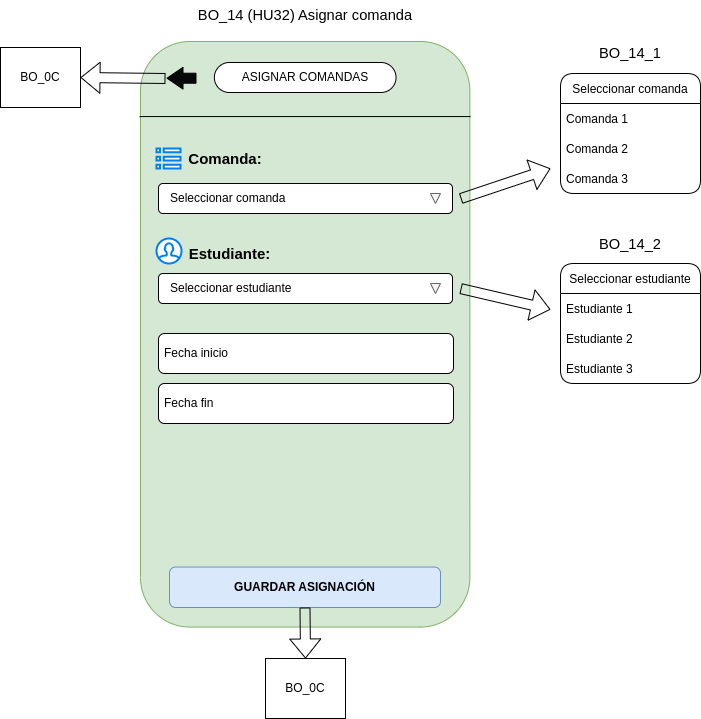 BO_14 (HU32) Asignar comanda
BO_0C
ASIGNAR COMANDAS
Comanda:
Seleccionar comanda
Estudiante:
Seleccionar estudiante
Fecha inicio
Fecha fin
GUARDAR ASIGNACIÓN
BO_0C
BO_14_1
Seleccionar comanda
Comanda 1
Comanda 2
Comanda 3
BO_14_2
Seleccionar estudiante
Estudiante 1
Estudiante 2
Estudiante 3